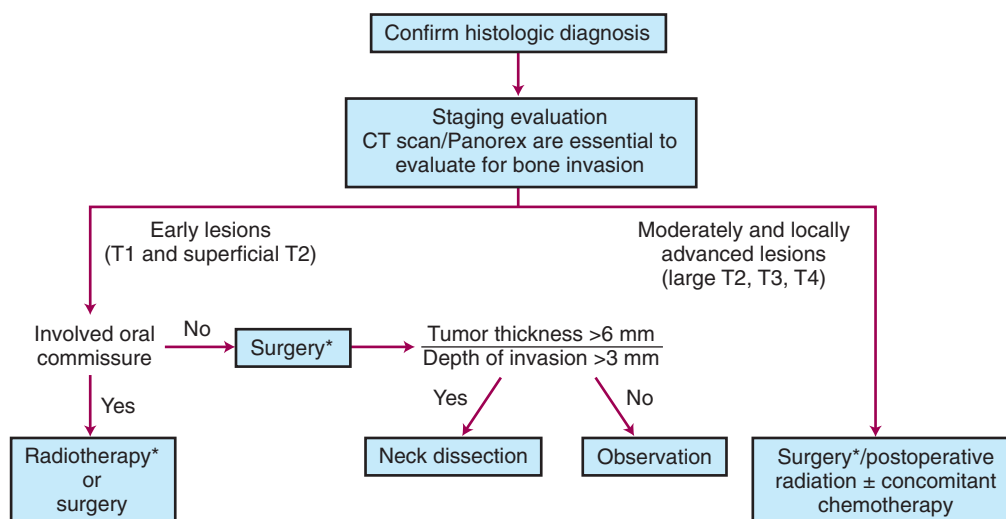 Confirm histologic diagnosis
Staging evaluation
CT scan/Panorex are essential to
evaluate for bone invasion
Early lesions
(T1 and superficial T2)
Moderately and locally
advanced lesions
(large T2, T3, T4)
Involved oral
commissure
No
Surgery*
Tumor thickness >6 mm
Depth of invasion >3 mm
Yes
Yes
No
Radiotherapy*
or
surgery
Neck dissection
Observation
Surgery*/postoperative
radiation ± concomitant
chemotherapy